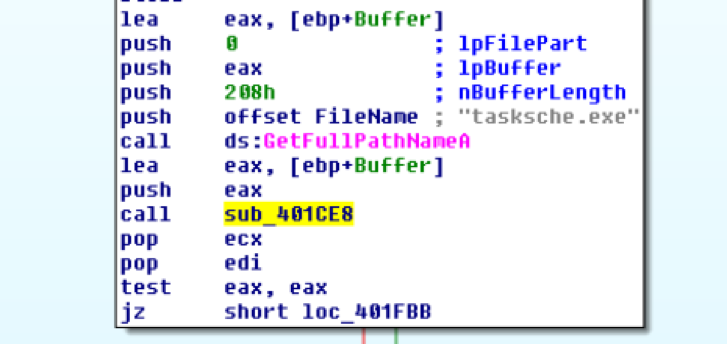 lea eax, [ebp+Buffer]
push 0 ; lpFilePart
push eax ; lpBuffer
push 208h ; nBufferLength
push offset FileName ; "tasksche.exe"
call ds:GetFullPathNameA
lea eax, [ebp+Buffer]
push eax
call sub_401CE8
pop ecx
pop edi
test eax, eax
jz short loc_401FBB